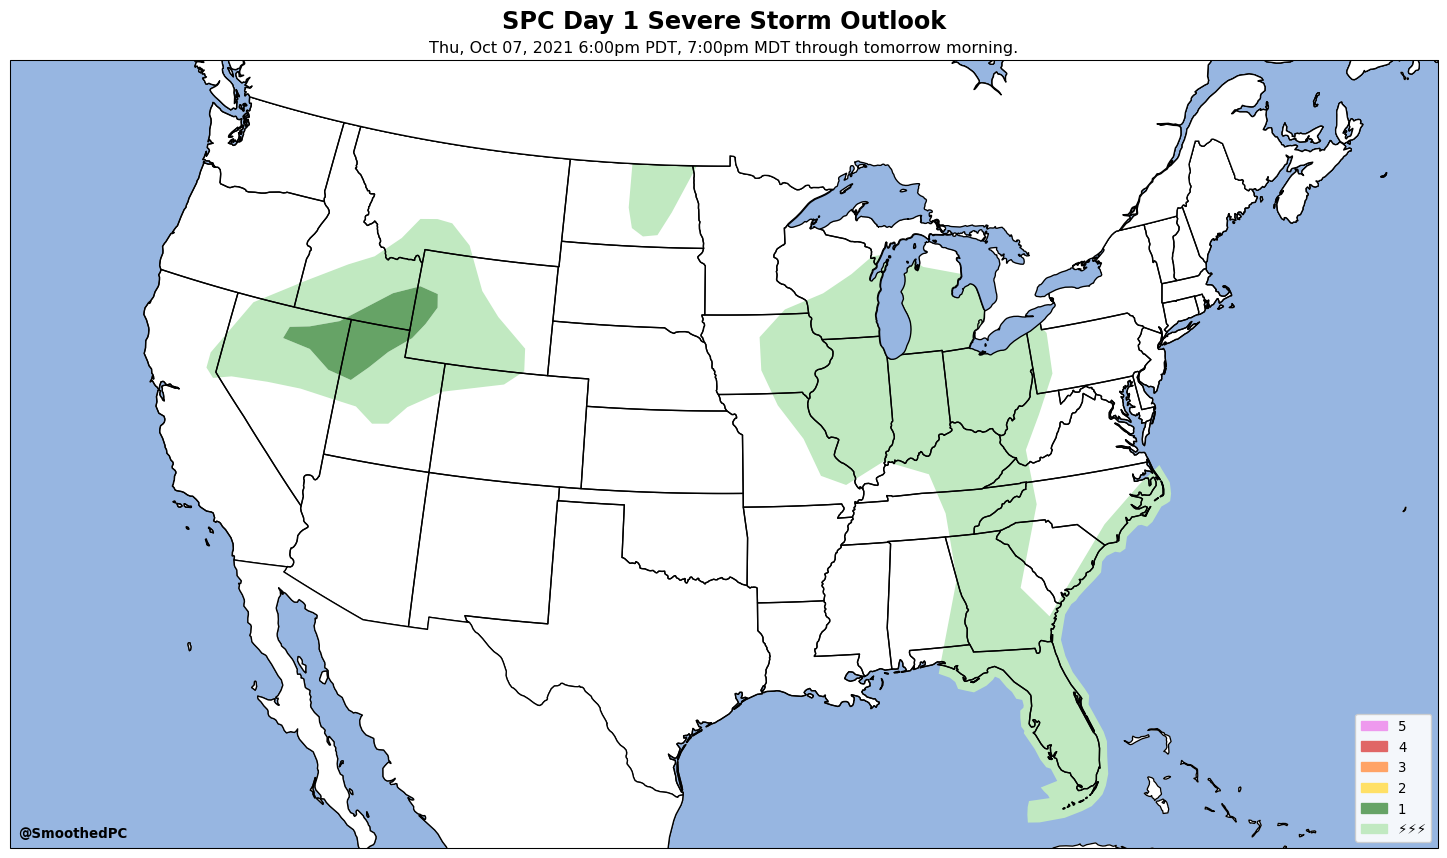 SPC Day 1 Severe Storm Outlook
Thu, Oct 07, 2021 6:00pm PDT, 7:00pm MDT through tomorrow morning.
5
4
3
2
1
⚡⚡⚡
@SmoothedPC